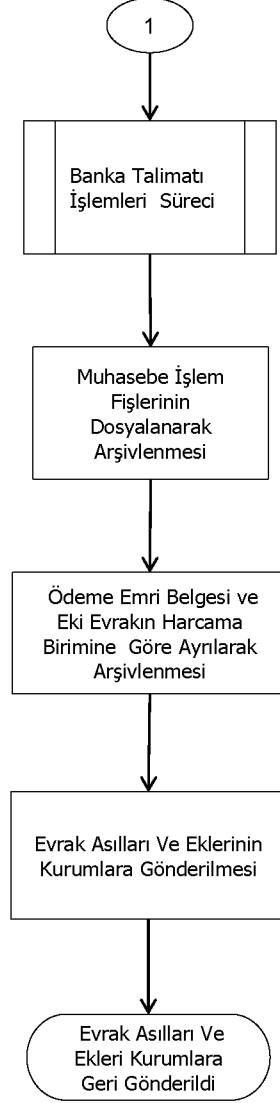 1
Banka Talimatı
İşlemleri Süreci
Muhasebe İşlem
Fişlerinin
Dosyalanarak
Arşivlenmesi
Ödeme Emri Belgesi ve
Eki Evrakın Harcama
Birimine Göre Ayrılarak
Arşivlenmesi
Evrak Asılları Ve Eklerinin
Kurumlara Gönderilmesi
Evrak Asılları Ve
Ekleri Kurumlara
Geri Gönderildi